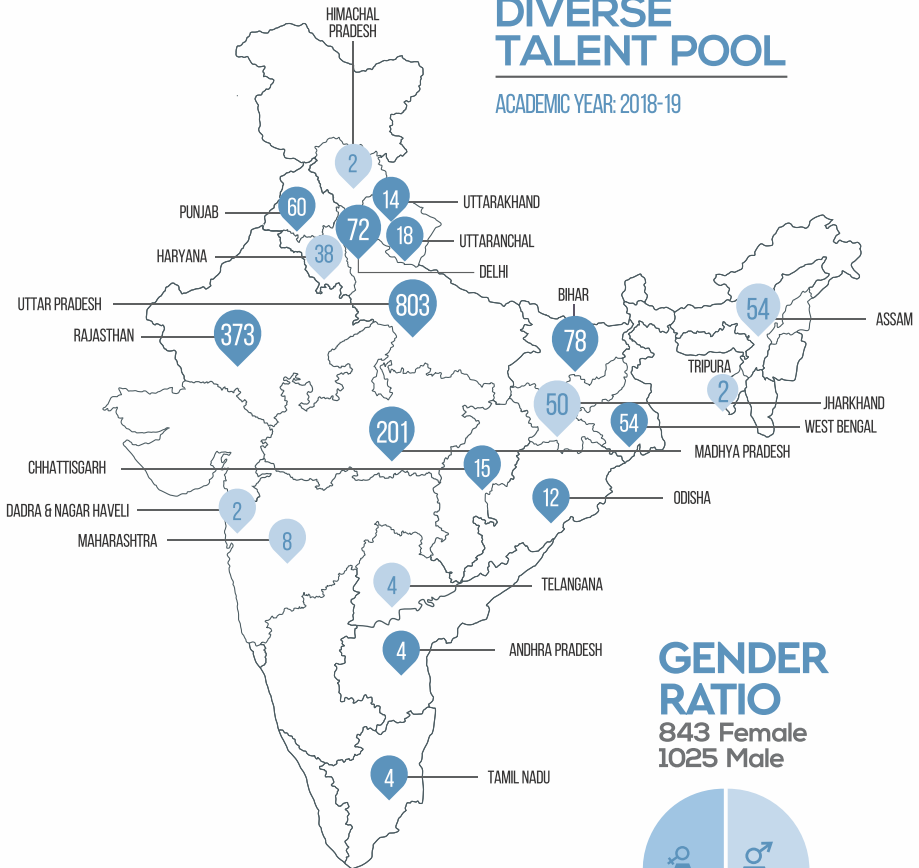 DIVERSE
TALENT POOL
ACADEMIC YEAR: 2018-19
HIMACHAL
PRADESH
2
14
UTTARAKHAND
PUNJAB
60
72
18
UTTARANCHAL
HARYANA
38
DELHI
UTTAR PRADESH
803
BIHAR
54
ASSAM
RAJASTHAN
373
78
TRIPURA
2
50
JHARKHAND
54
WEST BENGAL
201
MADHYA PRADESH
CHHATTISGARH
15
DADRA & NAGAR HAVELI
2
12
ODISHA
MAHARASHTRA
8
4
TELANGANA
4
ANDHRA PRADESH
4
TAMIL NADU
GENDER
RATIO
843 Female
1025 Male